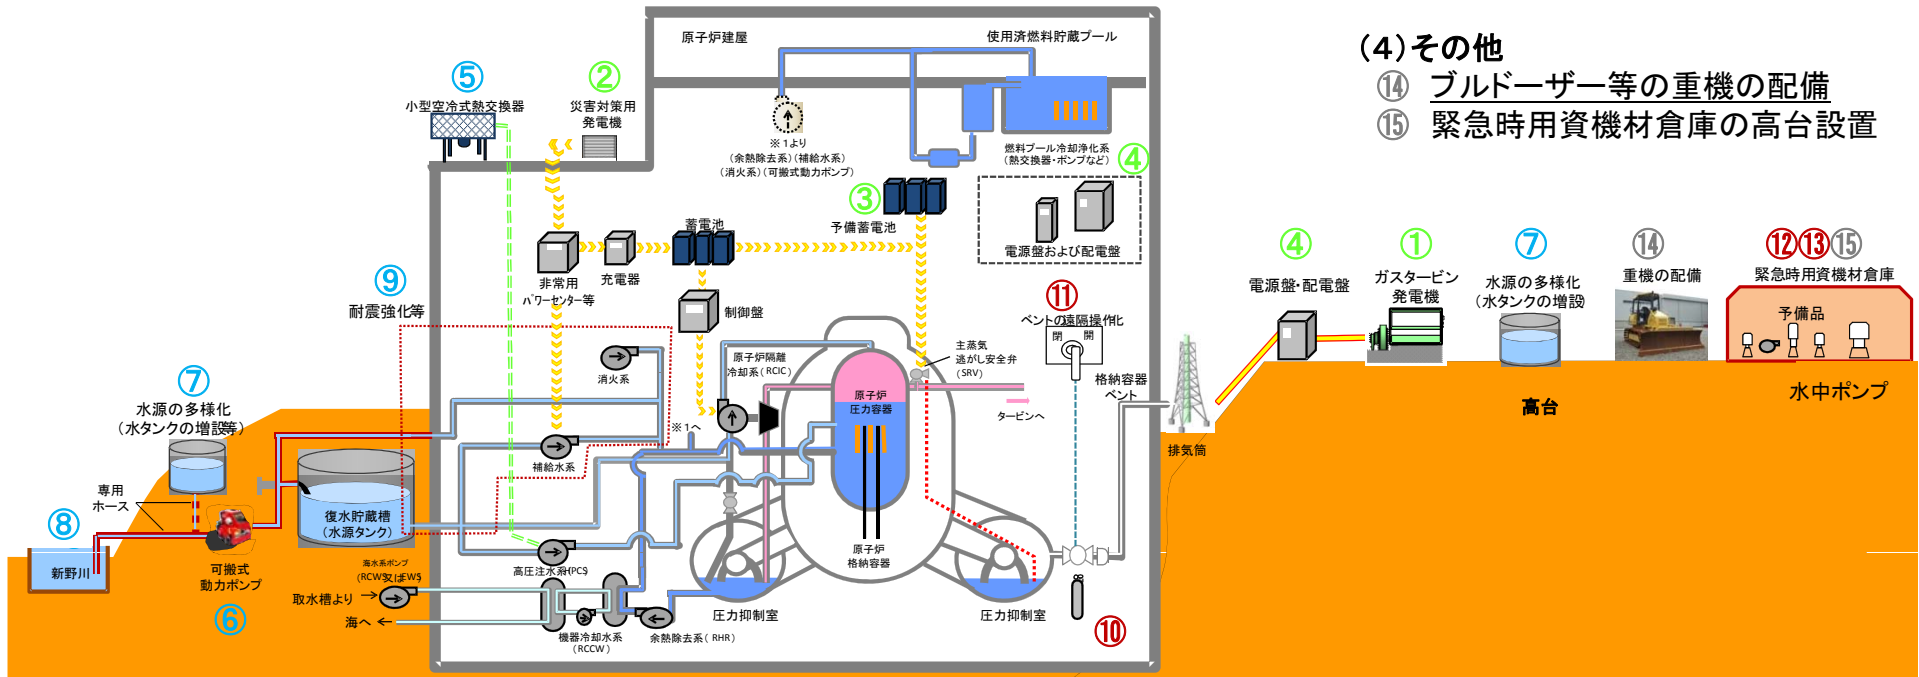 (4)その他
⑭ ブルドーザー等の重機の配備
⑮ 緊急時用資機材倉庫の高台設置
原子炉建屋
使用済燃料貯蔵プール
⑤
小型空冷式熱交換器
②
災害対策用
発電機
※1より
(余熱除去系)(補給水系)
(消火系)(可搬式動力ポンプ)
燃料プール冷却浄化系
(熱交換器・ポンプなど)
④
③
予備蓄電池
蓄電池
電源盤および配電盤
非常用
パワーセンター等
充電器
制御盤
⑨
耐震強化等
消火系
原子炉隔離
冷却系(RCIC)
主蒸気
逃がし安全弁
(SRV)
⑪
ベントの遠隔操作化
閉 開
格納容器
ベント
タービンへ
原子炉
圧力容器
※1へ
補給水系
原子炉
格納容器
⑦
水源の多様化
(水タンクの増設等)
専用
ホース
⑧
新野川
可搬式
動力ポンプ
⑥
復水貯蔵槽
(水源タンク)
海水系ポンプ
(RCWS又はEWS)
取水槽より
海へ
高圧注水系(HPCS)
機器冷却水系
(RCCW)
余熱除去系(RHR)
圧力抑制室
圧力抑制室
⑩
排気筒
④
電源盤・配電盤
①
ガスタービン
発電機
⑦
水源の多様化
(水タンクの増設)
⑭
重機の配備
⑫⑬⑮
緊急時用資機材倉庫
予備品
水中ポンプ
高台